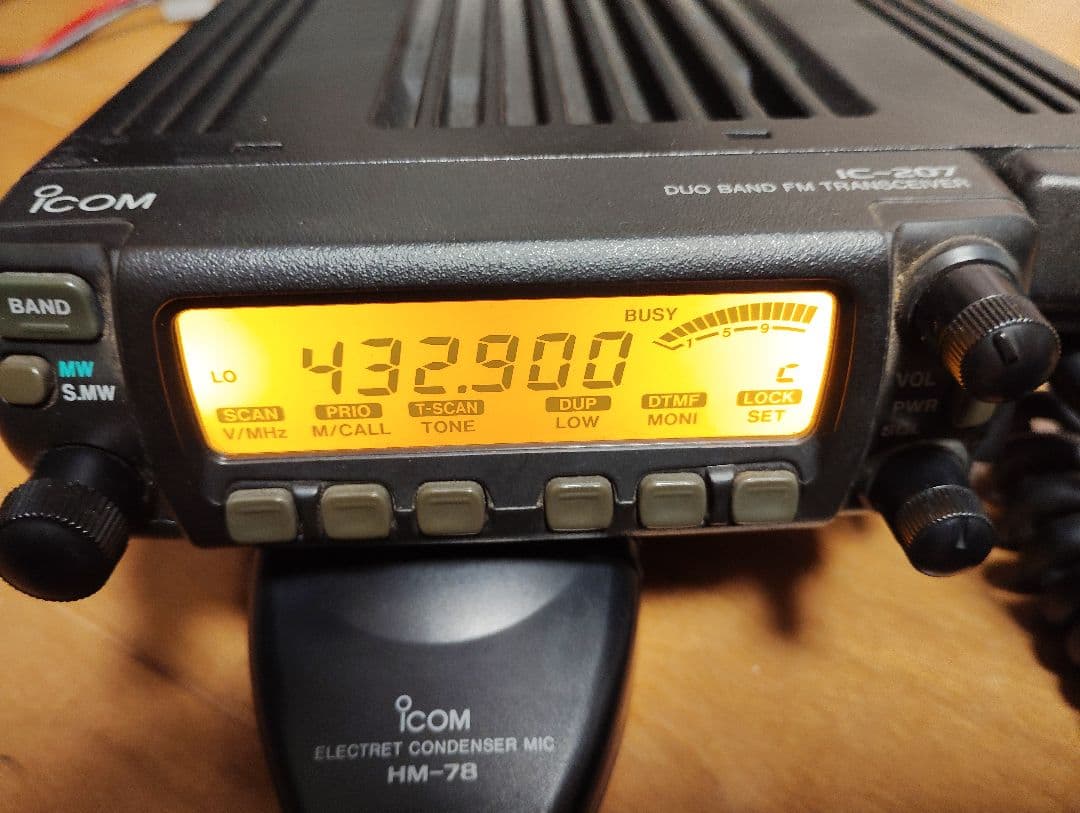 ICOM
IC-207
DUO BAND FM TRANSCEIVER
BAND
MW
S.MW
BUSY
1 5 9
LO
432.900
C
SCAN PRIO T-SCAN DUP DTMF LOCK
V/MHz M/CALL TONE LOW MONI SET
VOL
PWR
SQL
ICOM
ELECTRET CONDENSER MIC
HM-78